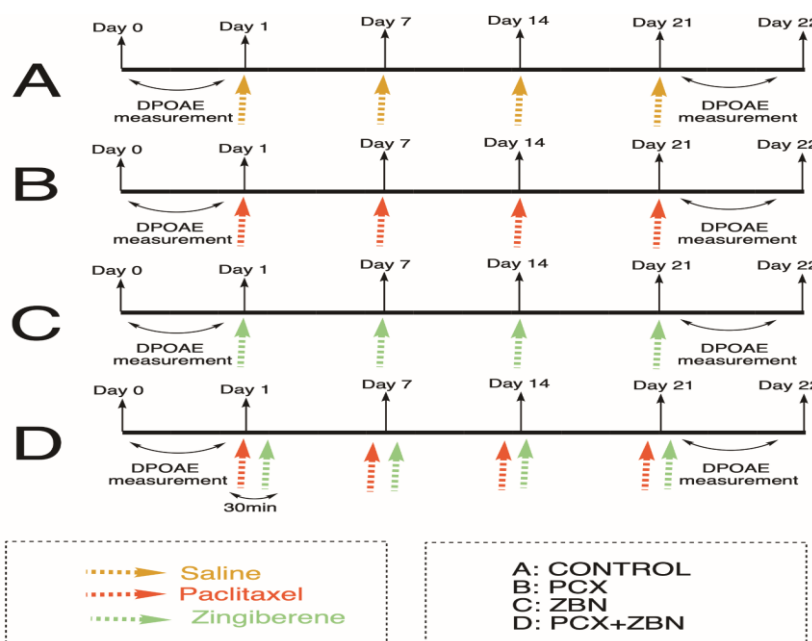 Day 0 Day 1 Day 7 Day 14 Day 21 Day 22
A
DPOAE
measurement
DPOAE
measurement
Day 0 Day 1 Day 7 Day 14 Day 21 Day 22
B
DPOAE
measurement
DPOAE
measurement
Day 0 Day 1 Day 7 Day 14 Day 21 Day 22
C
DPOAE
measurement
DPOAE
measurement
Day 0 Day 1 Day 7 Day 14 Day 21 Day 22
D
DPOAE
measurement
DPOAE
measurement
30min
Saline
Paclitaxel
Zingiberene
A: CONTROL
B: PCX
C: ZBN
D: PCX+ZBN